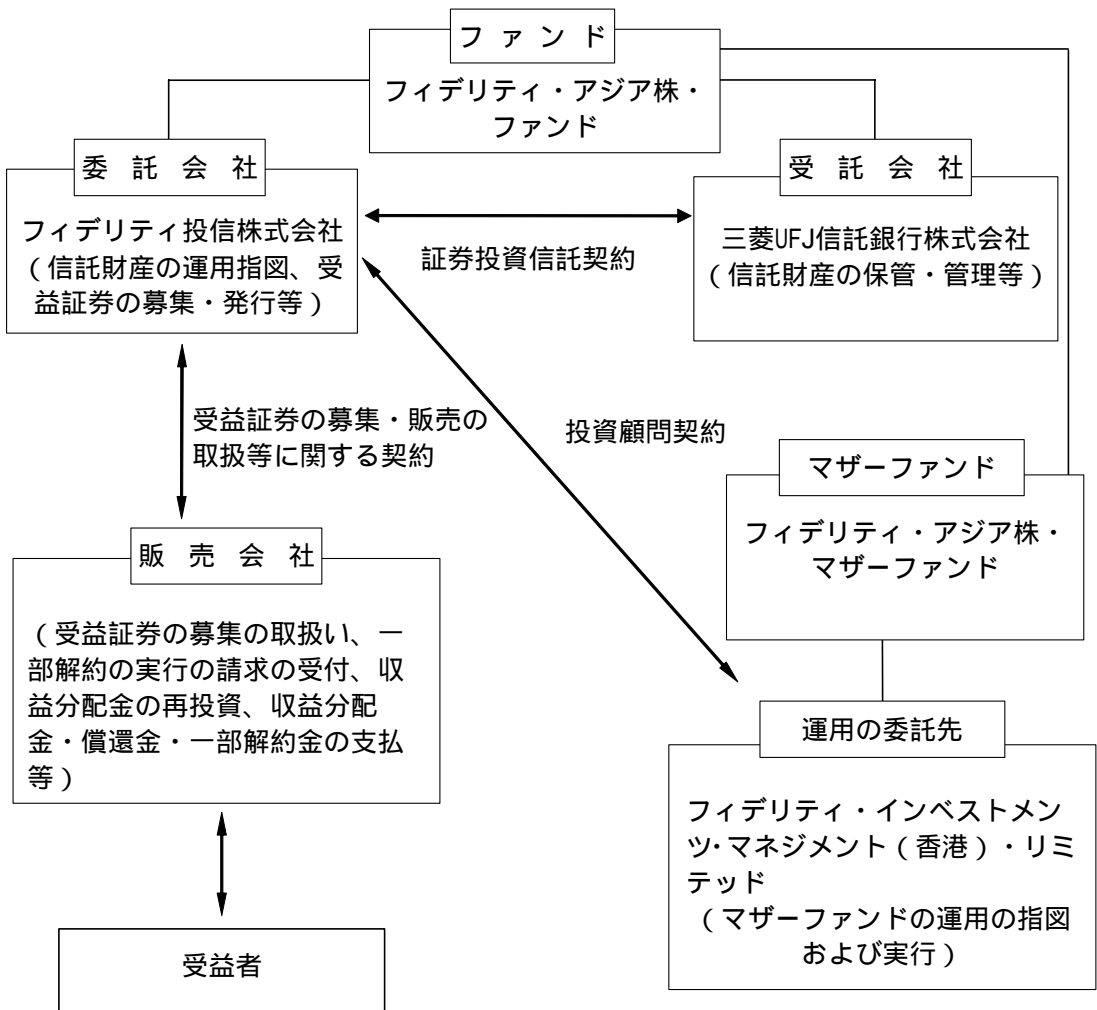 ファンド
フィデリティ・アジア株・
ファンド
委託会社
フィデリティ投信株式会社
(信託財産の運用指図、受
益証券の募集・発行等)
証券投資信託契約
受託会社
三菱UFJ信託銀行株式会社
(信託財産の保管・管理等)
受益証券の募集・販売の
取扱等に関する契約
投資顧問契約
マザーファンド
フィデリティ・アジア株・
マザーファンド
販売会社
(受益証券の募集の取扱い、一
部解約の実行の請求の受付、収
益分配金の再投資、収益分配
金・償還金・一部解約金の支払
等)
運用の委託先
フィデリティ・インベストメン
ツ・マネジメント(香港)・リミ
テッド
(マザーファンドの運用の指図
および実行)
受益者